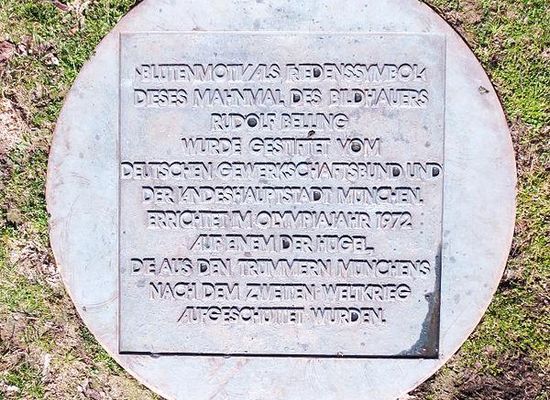 ›BLÜTENMOTIV ALS FRIEDENSSYMBOL‹
DIESES MAHNMAL DES BILDHAUERS
RUDOLF BELLING
WURDE GESTIFTET VOM
DEUTSCHEN GEWERKSCHAFTSBUND UND
DER LANDESHAUPTSTADT MÜNCHEN.
ERRICHTET IM OLYMPIAJAHR 1972
AUF EINEM DER HÜGEL,
DIE AUS DEN TRÜMMERN MÜNCHENS
NACH DEM ZWEITEN WELTKRIEG
AUFGESCHÜTTET WURDEN.